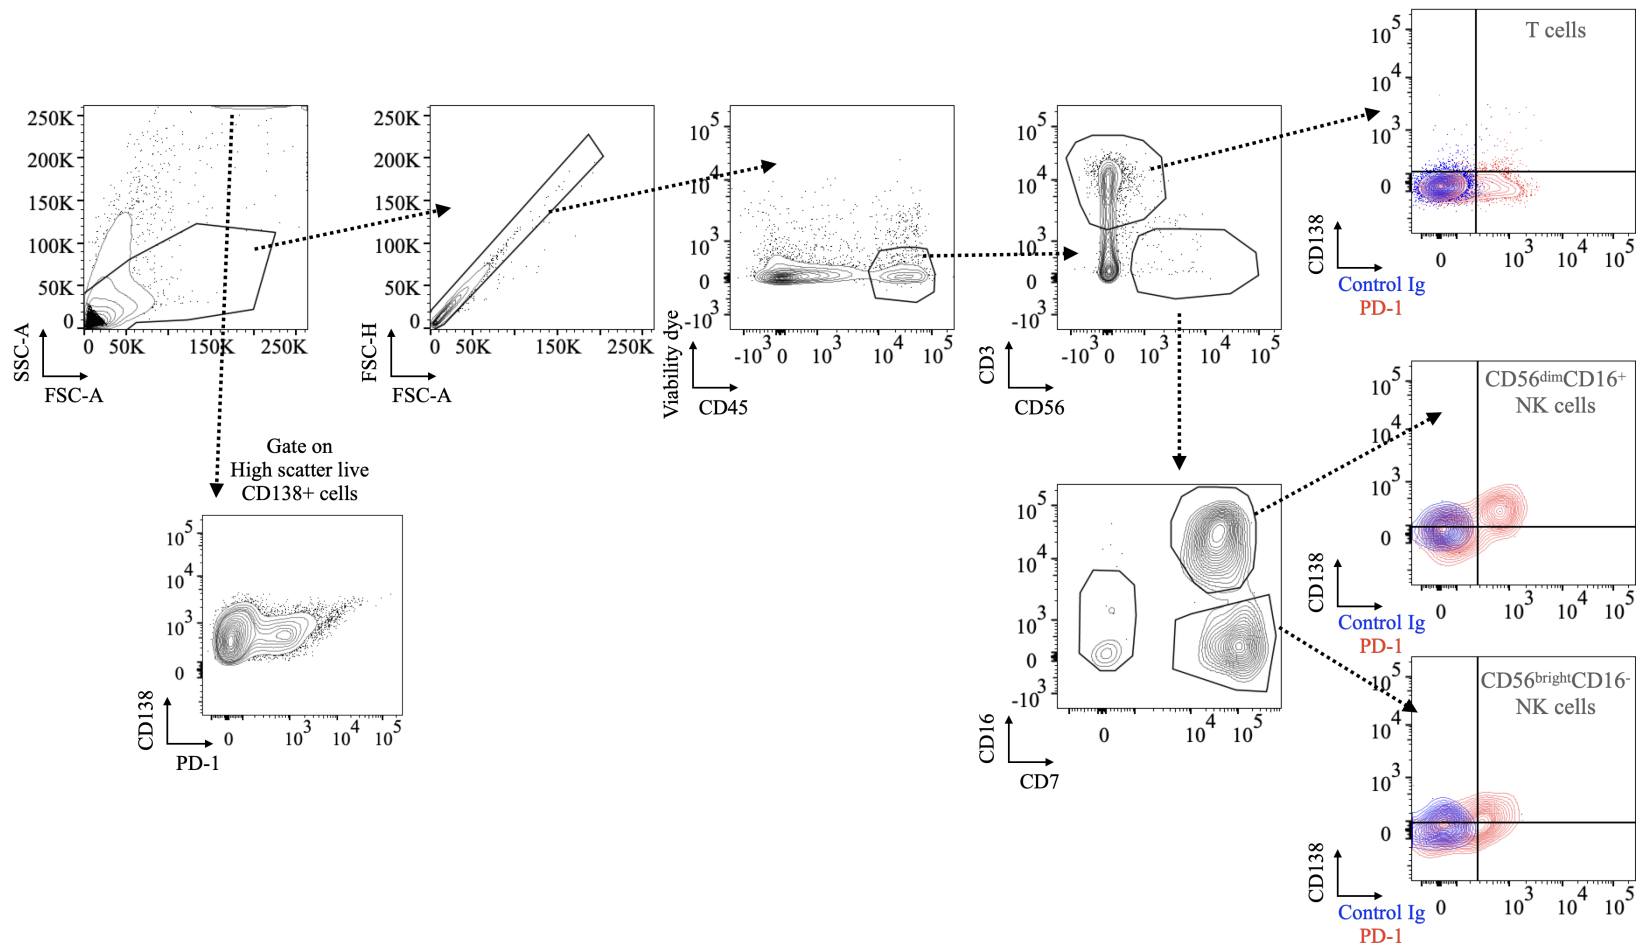 250K
200K
150K
100K
50K
0
0 50K 150K 250K
SSC-A
FSC-A
250K
200K
150K
100K
50K
0
0 50K 150K 250K
FSC-H
FSC-A
10^5
10^4
10^3
0
-10^3
-10^3 0 10^3 10^4 10^5
Viability dye
CD45
10^5
10^4
10^3
0
-10^3
-10^3 0 10^3 10^4 10^5
CD3
CD56
T cells
10^5
10^4
10^3
0
0 10^3 10^4 10^5
CD138
Control Ig
PD-1
Gate on
High scatter live
CD138+ cells
10^5
10^4
10^3
0
0 10^3 10^4 10^5
CD138
PD-1
10^5
10^4
10^3
0
-10^3
0 10^4 10^5
CD16
CD7
CD56^dimCD16^+
NK cells
10^5
10^4
10^3
0
0 10^3 10^4 10^5
CD138
Control Ig
PD-1
CD56^brightCD16^-
NK cells
10^5
10^4
10^3
0
0 10^3 10^4 10^5
CD138
Control Ig
PD-1